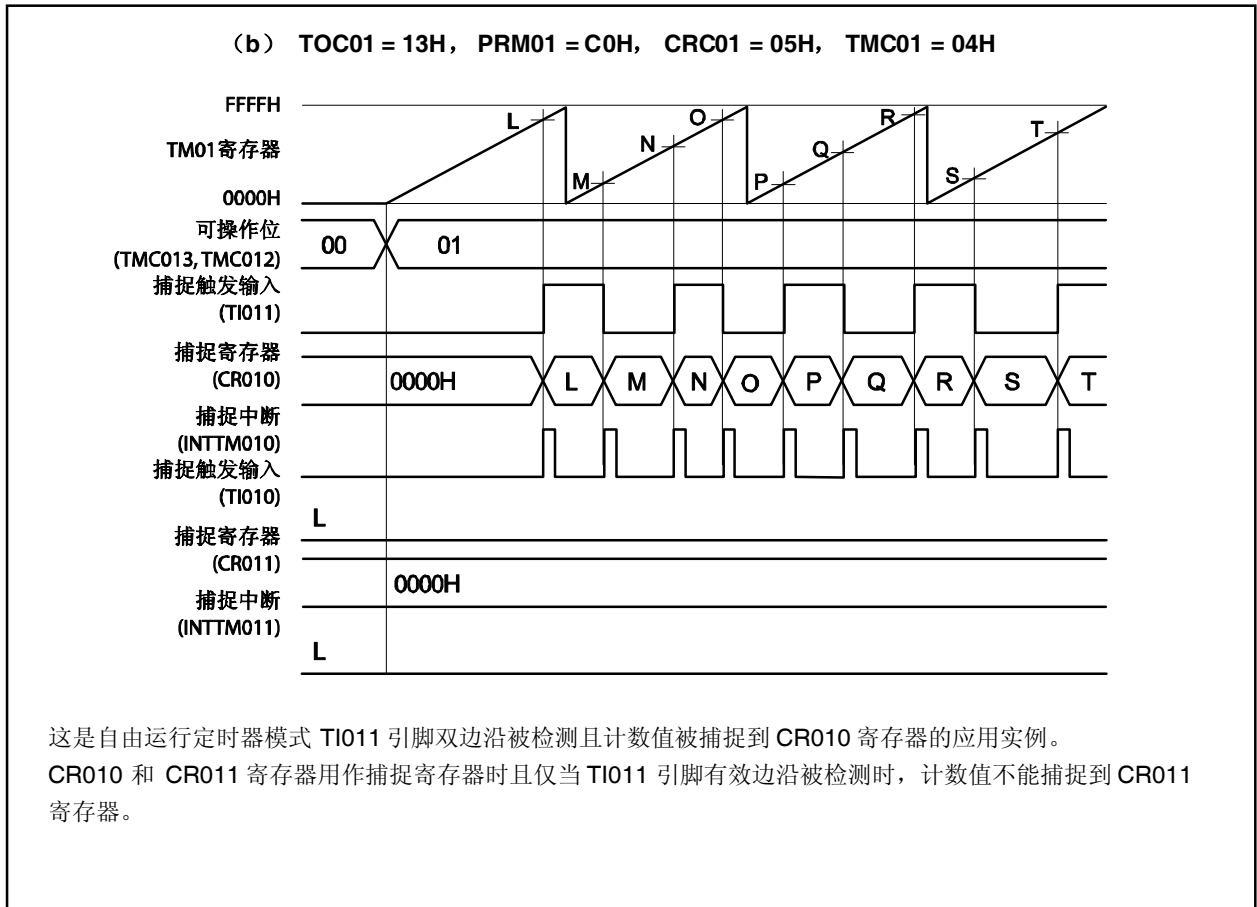 （b） TOC01 = 13H， PRM01 = C0H， CRC01 = 05H， TMC01 = 04H
FFFFH
TM01寄存器
0000H
L
M
N
O
P
Q
R
S
T
可操作位
(TMC013, TMC012)
00
01
捕捉触发输入
(TI011)
捕捉寄存器
(CR010)
0000H
L
M
N
O
P
Q
R
S
T
捕捉中断
(INTTM010)
捕捉触发输入
(TI010)
L
捕捉寄存器
(CR011)
0000H
捕捉中断
(INTTM011)
L
这是自由运行定时器模式 TI011 引脚双边沿被检测且计数值被捕捉到 CR010 寄存器的应用实例。
CR010 和 CR011 寄存器用作捕捉寄存器时且仅当 TI011 引脚有效边沿被检测时，计数值不能捕捉到 CR011
寄存器。